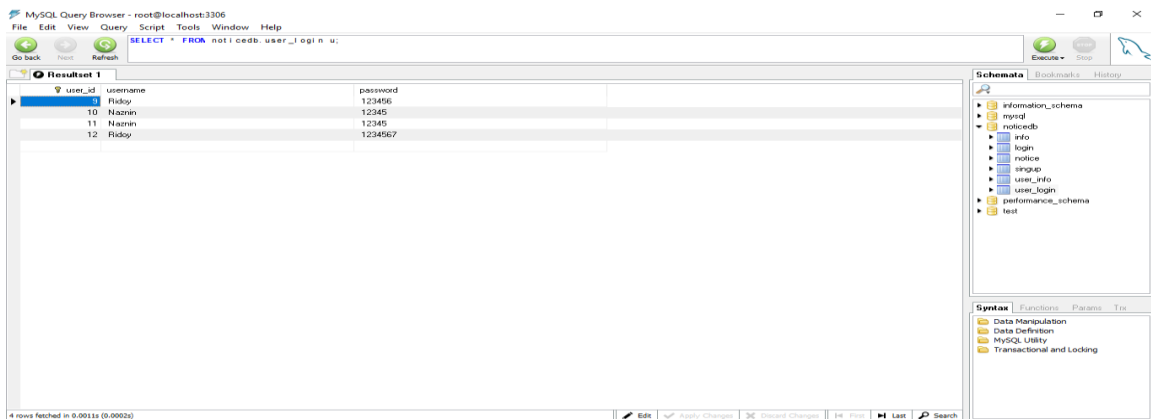 MySQL Query Browser - root@localhost:3306
File Edit View Query Script Tools Window Help
Go back Next Refresh
SELECT * FROM noticedb.user_login u;
Execute Stop
Resultset 1
user_id username password
9 Ridoy 123456
10 Naznin 12345
11 Naznin 12345
12 Ridoy 1234567
Schemata Bookmarks History
information_schema
mysql
noticedb
info
login
notice
singup
user_info
user_login
performance_schema
test
Syntax Functions Params Trx
Data Manipulation
Data Definition
MySQL Utility
Transactional and Locking
4 rows fetched in 0.0011s (0.0002s)
Edit Apply Changes Discard Changes First Last Search